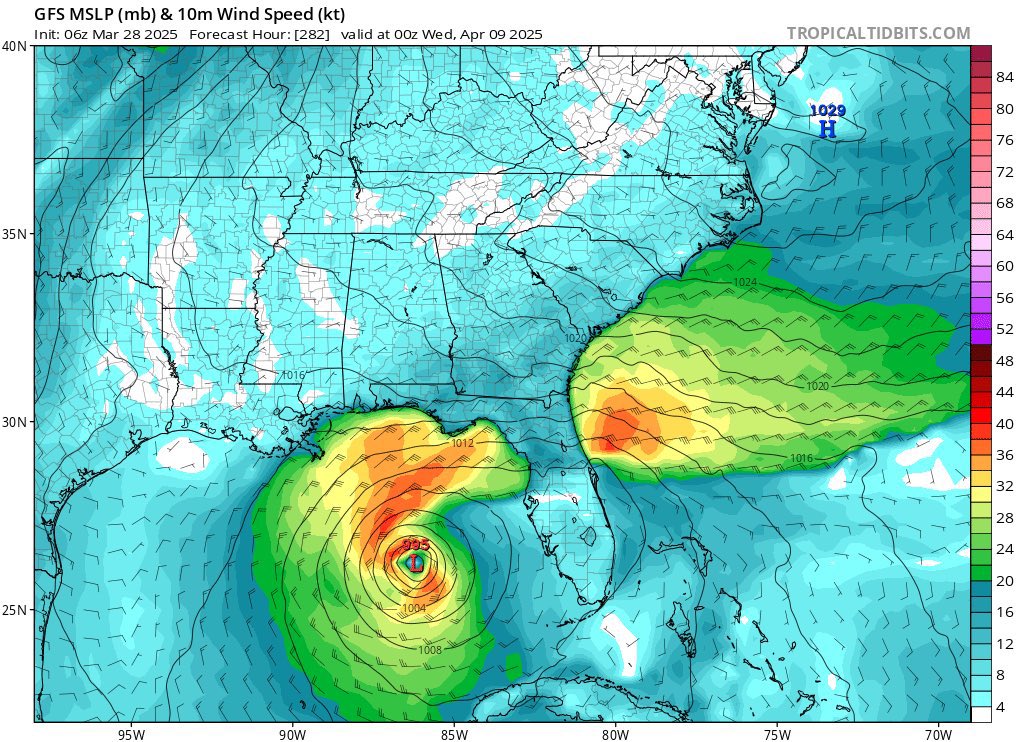 GFS MSLP (mb) & 10m Wind Speed (kt)
Init: 06z Mar 28 2025 Forecast Hour: [282] valid at 00z Wed, Apr 09 2025
TROPICALTIDBITS.COM
40N
35N
30N
25N
95W
90W
85W
80W
75W
70W
84
80
76
72
68
64
60
56
52
48
44
40
36
32
28
24
20
16
12
8
4
1029
H
1024
1020
1020
1016
1016
1012
995
L
1004
1008